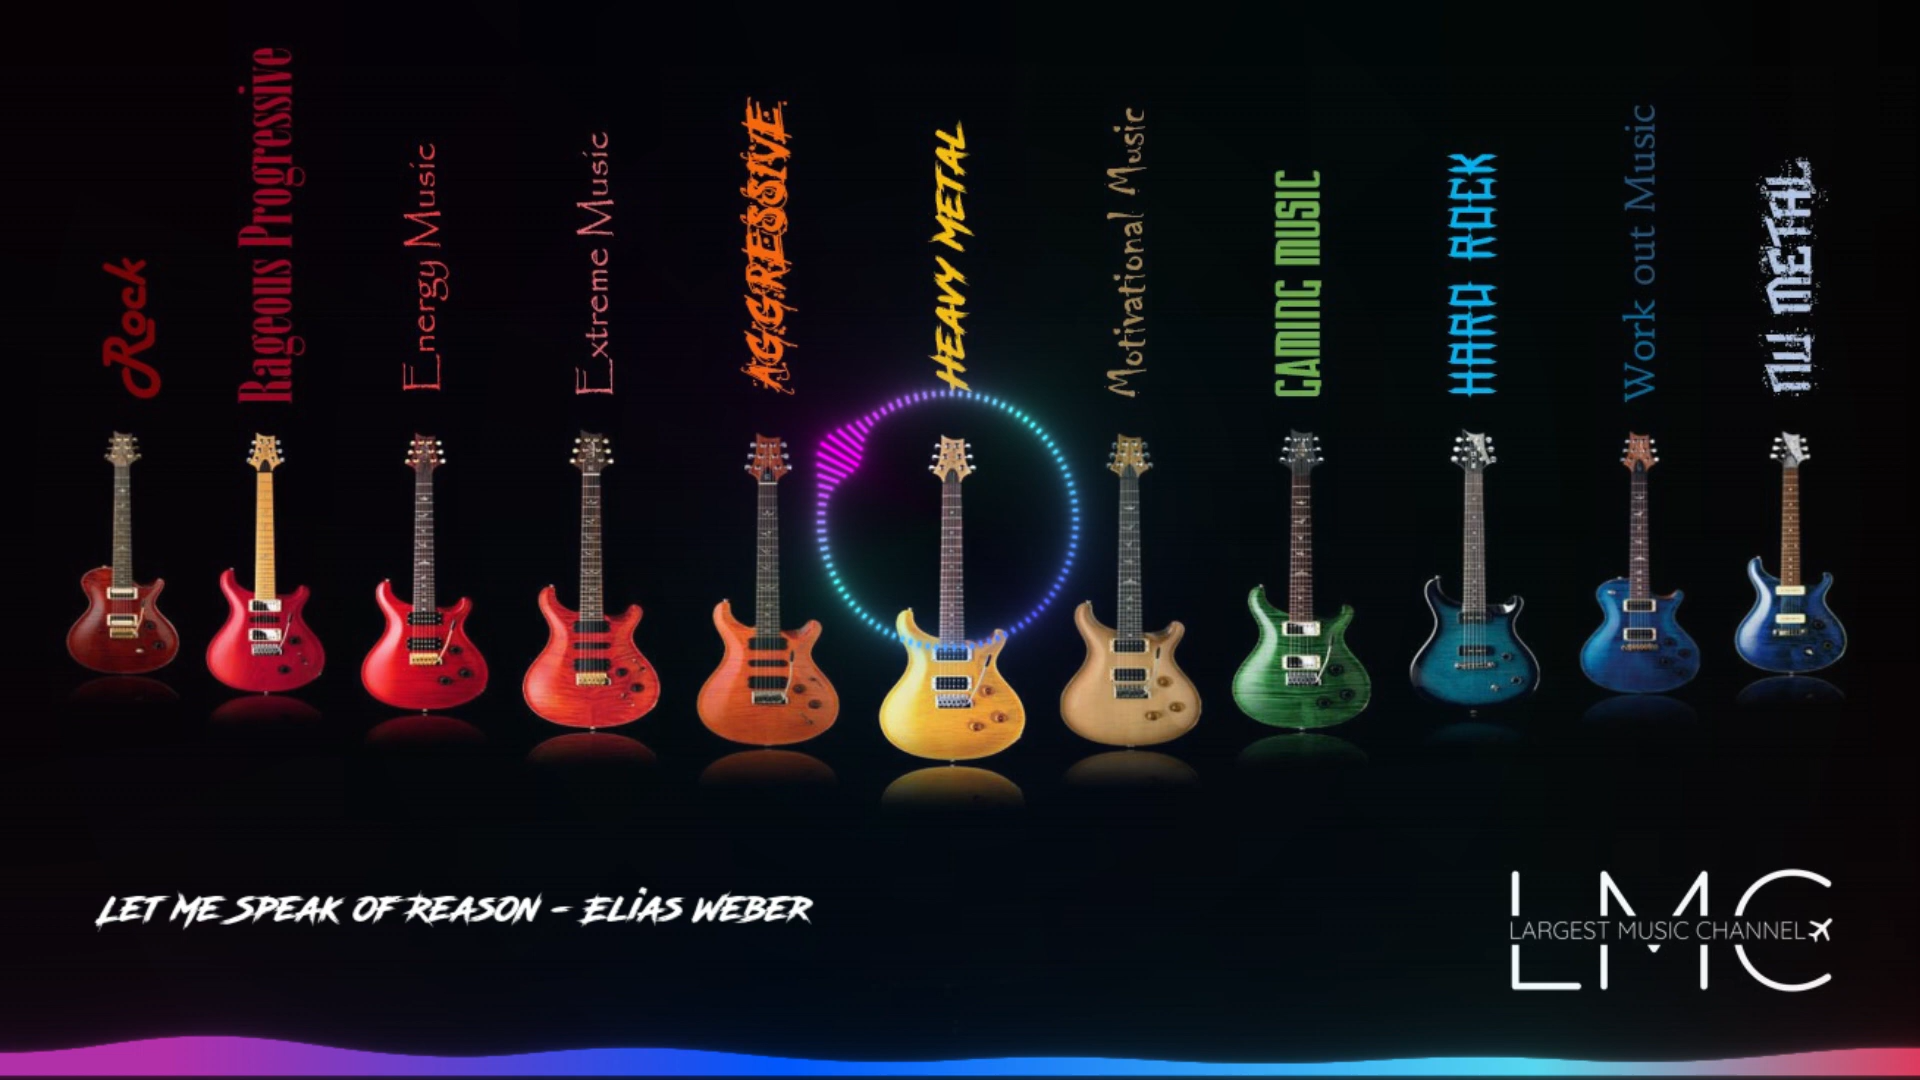 Rock
Rageous Progressive
Energy Music
Extreme Music
AGGRESSIVE
HEAVY METAL
Motivational Music
GAMING MUSIC
HARD ROCK
Work out Music
NU METAL
LET ME SPEAK OF REASON - ELIAS WEBER
LMC
LARGEST MUSIC CHANNEL